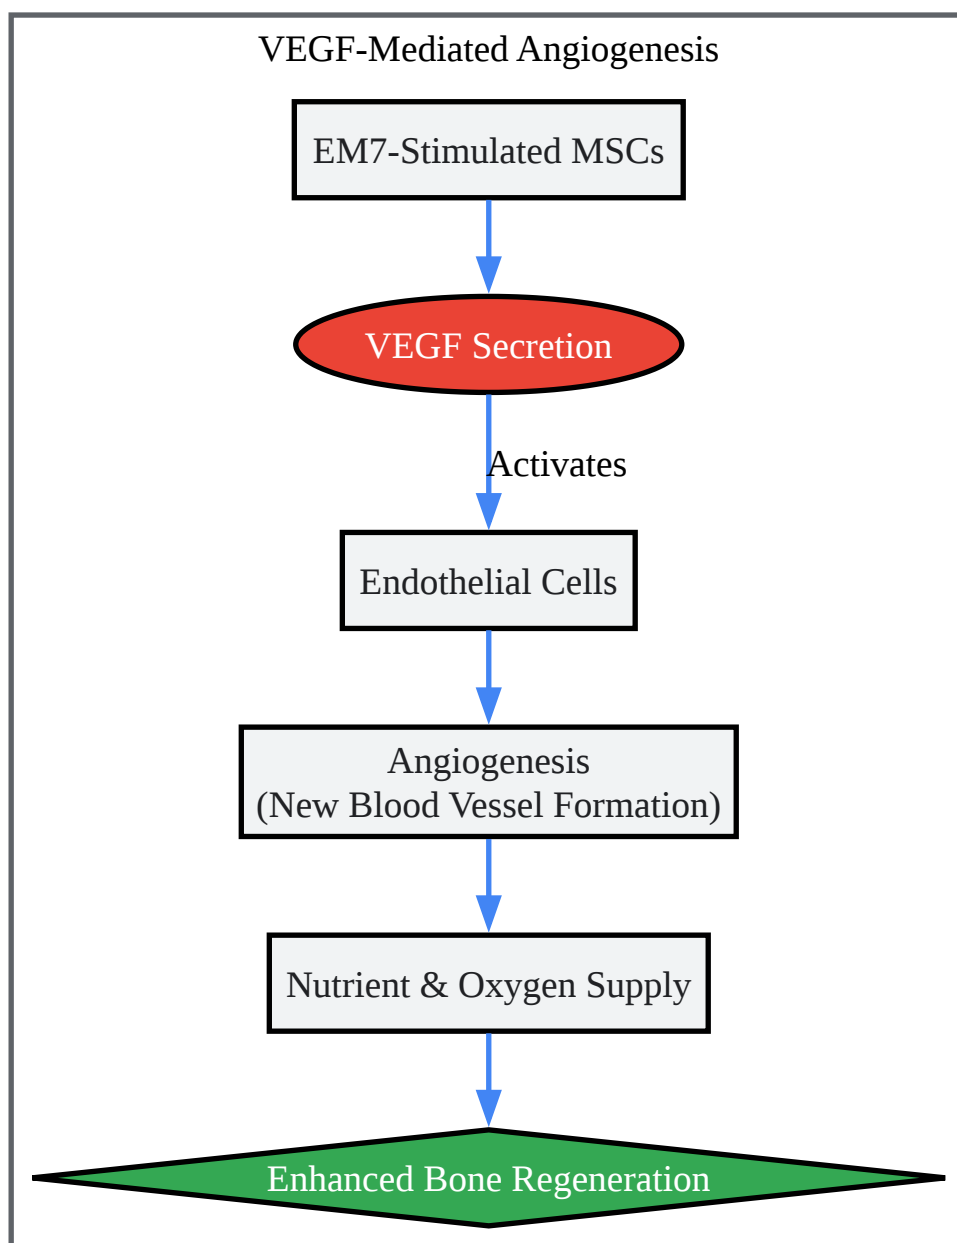 VEGF-Mediated Angiogenesis
EM7-Stimulated MSCs
VEGF Secretion
Activates
Endothelial Cells
Angiogenesis
(New Blood Vessel Formation)
Nutrient & Oxygen Supply
Enhanced Bone Regeneration